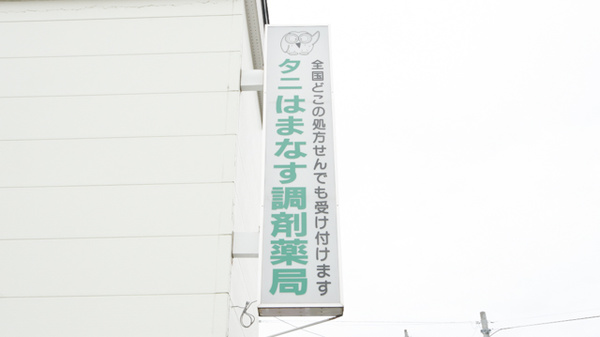 全国どこの処方せんでも受け付けます
タニはまなす調剤薬局